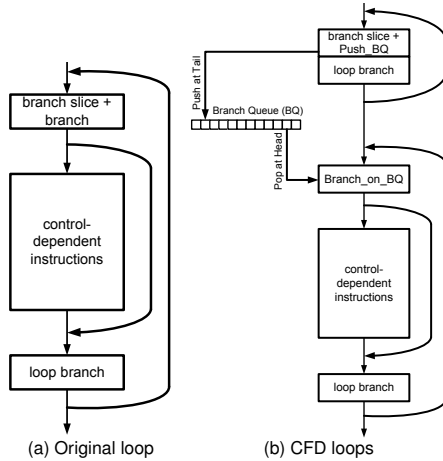 branch slice +
branch
control-
dependent
instructions
loop branch
(a) Original loop
branch slice +
Push_BQ
loop branch
Push at Tail
Branch Queue (BQ)
Pop at Head
Branch_on_BQ
control-
dependent
instructions
loop branch
(b) CFD loops